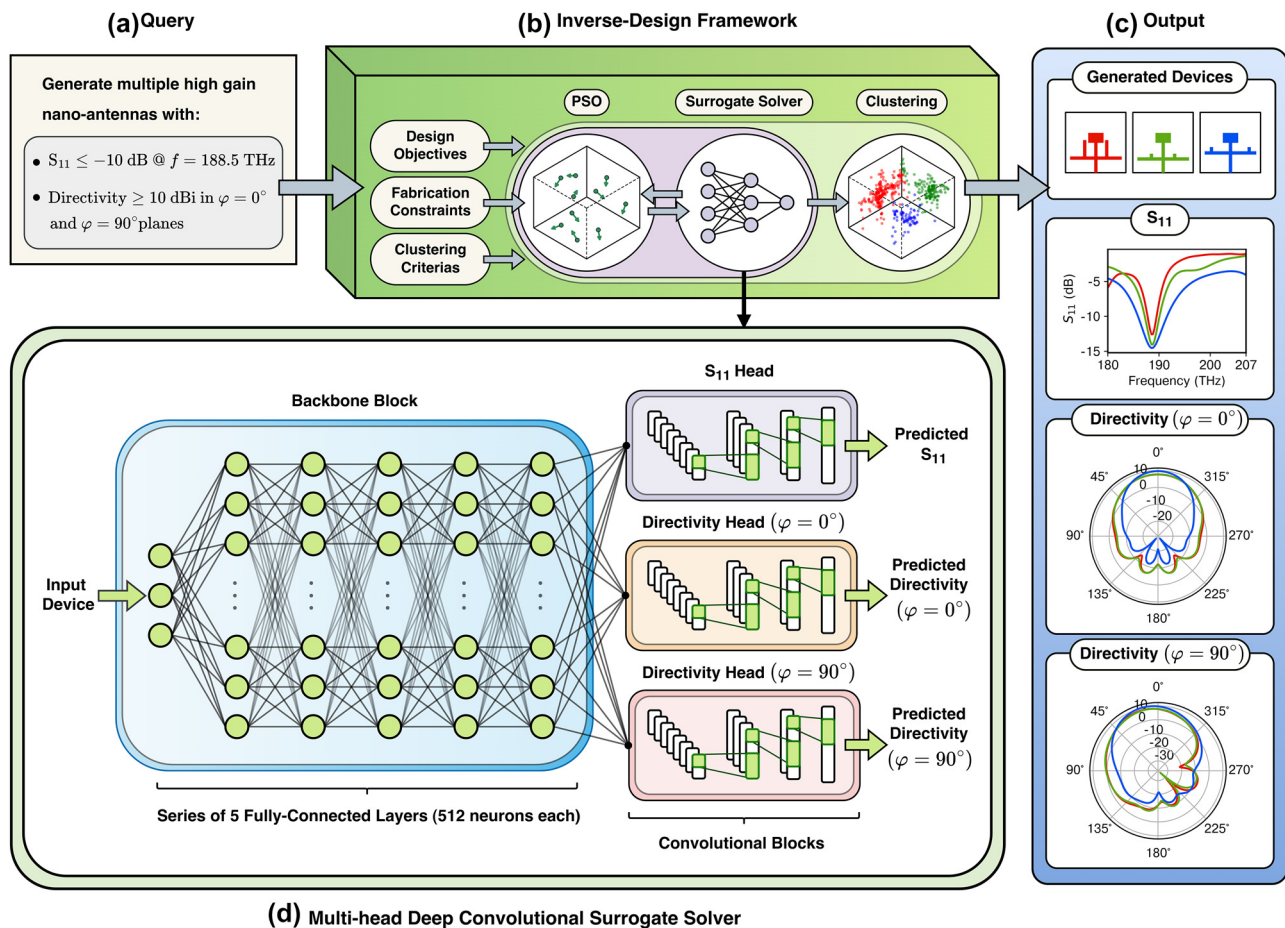 (a) Query
Generate multiple high gain
nano-antennas with:
• S₁₁ ≤ −10 dB @ f = 188.5 THz
• Directivity ≥ 10 dBi in φ = 0°
and φ = 90° planes
(b) Inverse-Design Framework
PSO
Surrogate Solver
Clustering
Design
Objectives
Fabrication
Constraints
Clustering
Criterias
(c) Output
Generated Devices
S₁₁
S₁₁ (dB)
-5
-10
-15
180
190
200
207
Frequency (THz)
Directivity (φ = 0°)
0°
45°
315°
10
0
-10
-20
90°
270°
135°
225°
180°
Directivity (φ = 90°)
0°
45°
315°
10
0
-10
-20
-30
90°
270°
135°
225°
180°
Backbone Block
Input
Device
Series of 5 Fully-Connected Layers (512 neurons each)
S₁₁ Head
Predicted
S₁₁
Directivity Head (φ = 0°)
Predicted
Directivity
(φ = 0°)
Directivity Head (φ = 90°)
Predicted
Directivity
(φ = 90°)
Convolutional Blocks
(d) Multi-head Deep Convolutional Surrogate Solver